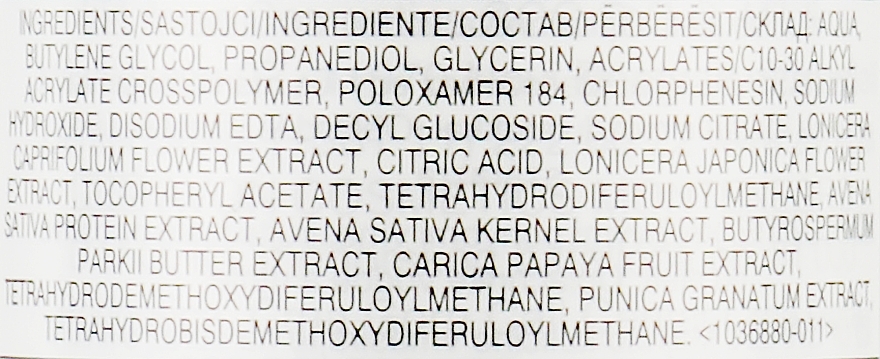 INGREDIENTS/SASTOJCI/INGREDIENTE/СОСТАВ/PËRBËRËSIT/СКЛАД: AQUA,
BUTYLENE GLYCOL, PROPANEDIOL, GLYCERIN, ACRYLATES/C10-30 ALKYL
ACRYLATE CROSSPOLYMER, POLOXAMER 184, CHLORPHENESIN, SODIUM
HYDROXIDE, DISODIUM EDTA, DECYL GLUCOSIDE, SODIUM CITRATE, LONICERA
CAPRIFOLIUM FLOWER EXTRACT, CITRIC ACID, LONICERA JAPONICA FLOWER
EXTRACT, TOCOPHERYL ACETATE, TETRAHYDRODIFERULOYLMETHANE, AVENA
SATIVA PROTEIN EXTRACT, AVENA SATIVA KERNEL EXTRACT, BUTYROSPERMUM
PARKII BUTTER EXTRACT, CARICA PAPAYA FRUIT EXTRACT,
TETRAHYDRODEMETHOXYDIFERULOYLMETHANE, PUNICA GRANATUM EXTRACT,
TETRAHYDROBISDEMETHOXYDIFERULOYLMETHANE. <1036880-011>